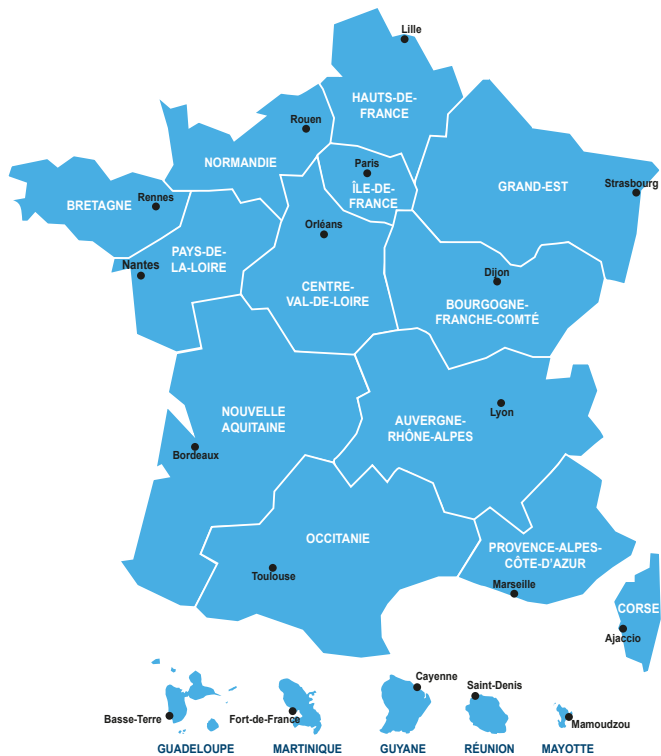 Lille
HAUTS-DE-
FRANCE
Rouen
NORMANDIE
Paris
ÎLE-DE-
FRANCE
GRAND-EST
Strasbourg
BRETAGNE
Rennes
Orléans
PAYS-DE-
LA-LOIRE
Nantes
CENTRE-
VAL-DE-LOIRE
Dijon
BOURGOGNE-
FRANCHE-COMTÉ
NOUVELLE
AQUITAINE
Bordeaux
Lyon
AUVERGNE-
RHÔNE-ALPES
OCCITANIE
Toulouse
PROVENCE-ALPES-
CÔTE-D'AZUR
Marseille
CORSE
Ajaccio
Basse-Terre
GUADELOUPE
Fort-de-France
MARTINIQUE
Cayenne
GUYANE
Saint-Denis
RÉUNION
Mamoudzou
MAYOTTE